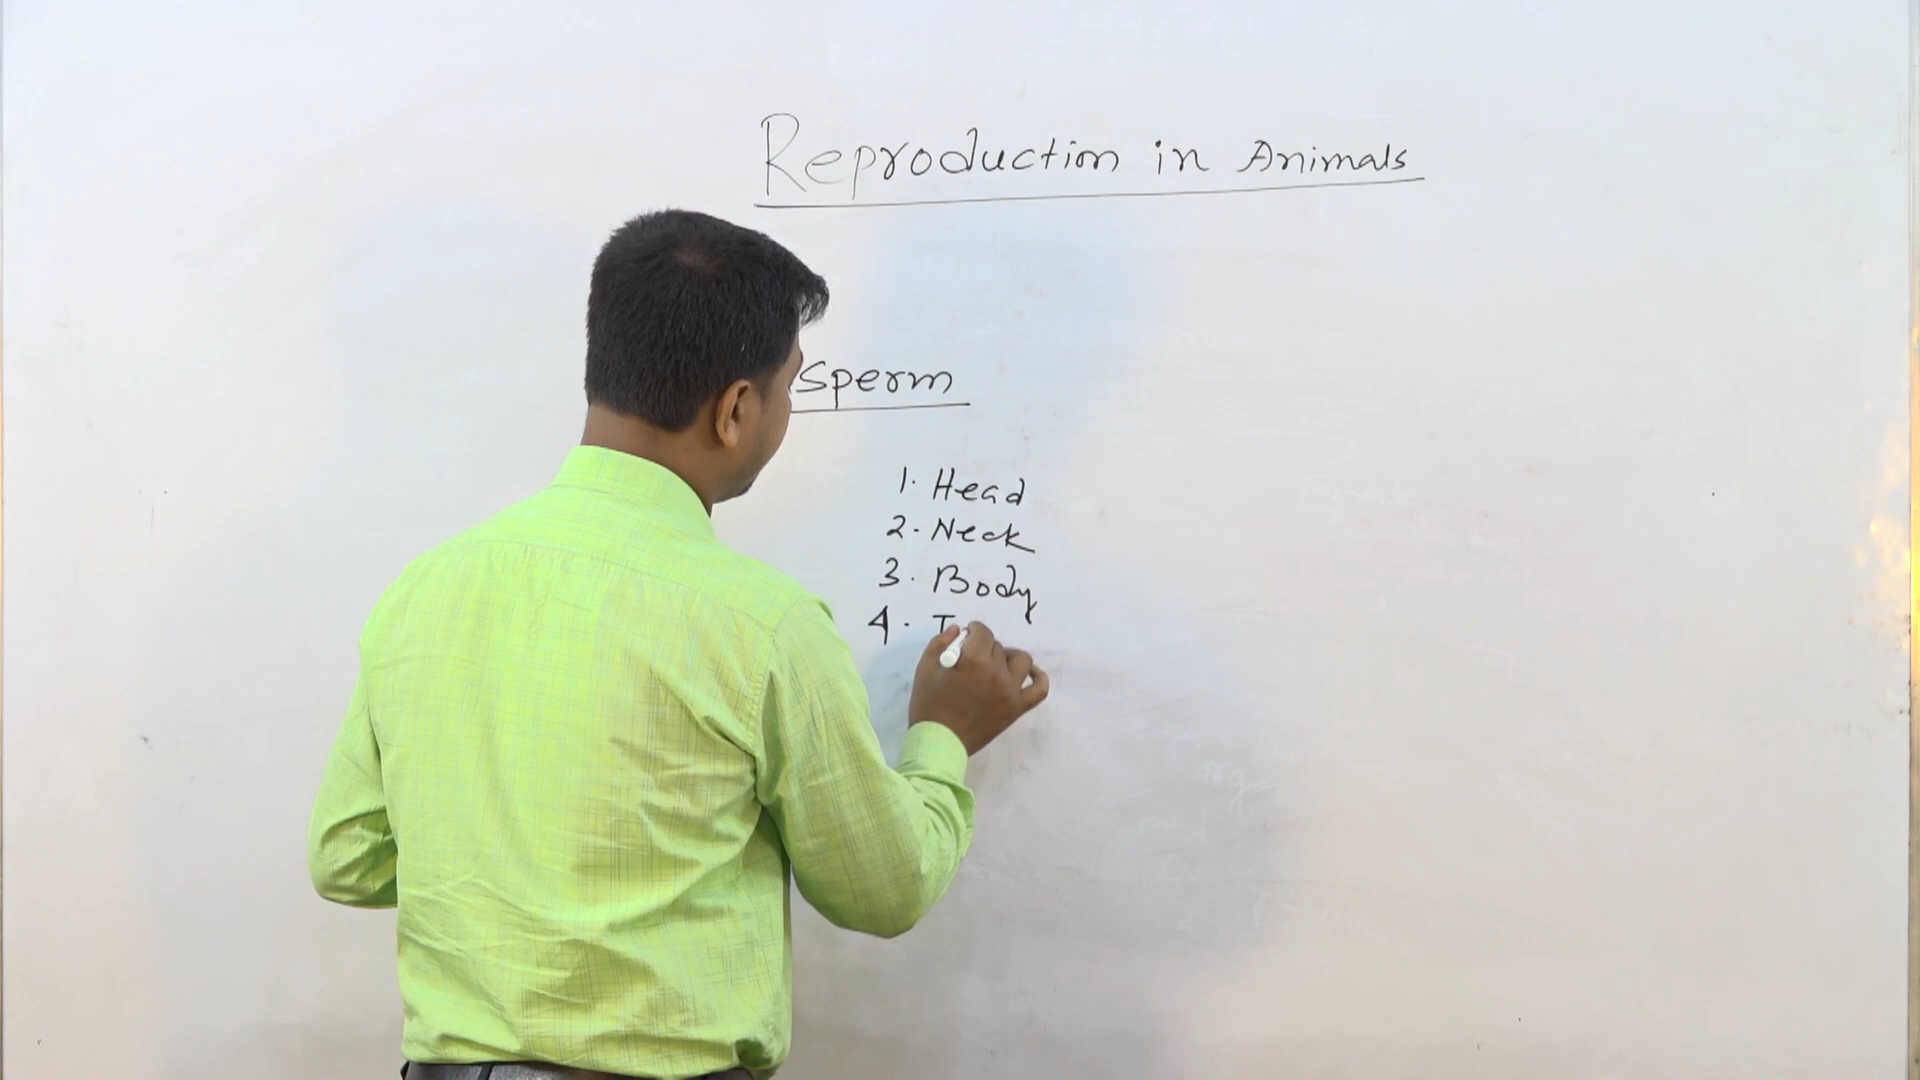 Reproduction in Animals
Sperm
1. Head
2. Neck
3. Body
4. T